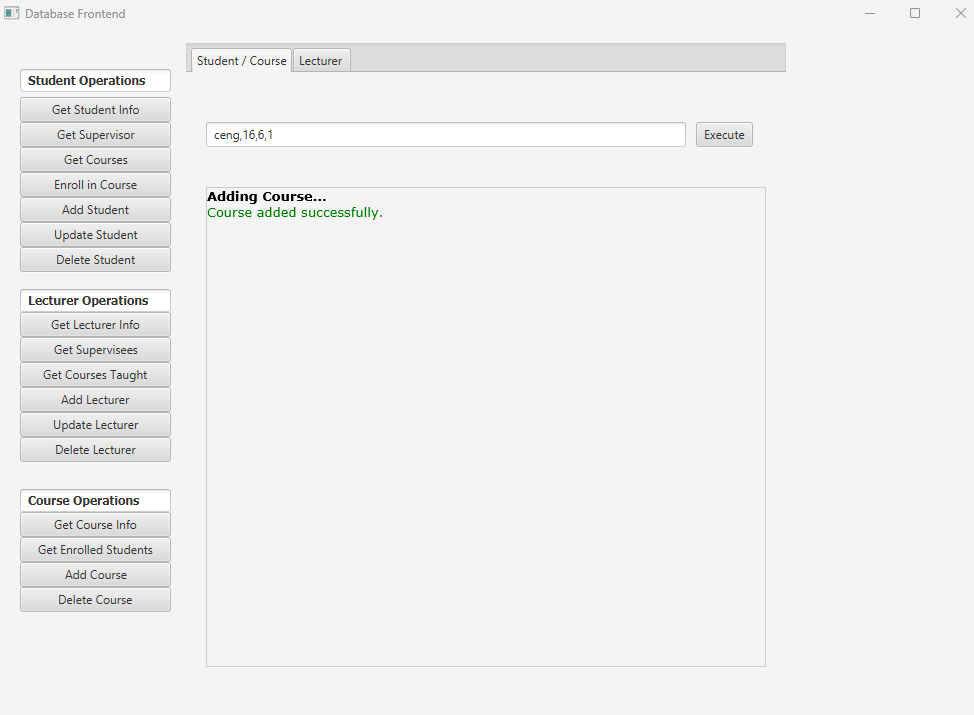 Database Frontend
Student / Course
Lecturer
Student Operations
Get Student Info
Get Supervisor
Get Courses
Enroll in Course
Add Student
Update Student
Delete Student
Lecturer Operations
Get Lecturer Info
Get Supervisees
Get Courses Taught
Add Lecturer
Update Lecturer
Delete Lecturer
Course Operations
Get Course Info
Get Enrolled Students
Add Course
Delete Course
ceng,16,6,1
Execute
Adding Course...
Course added successfully.